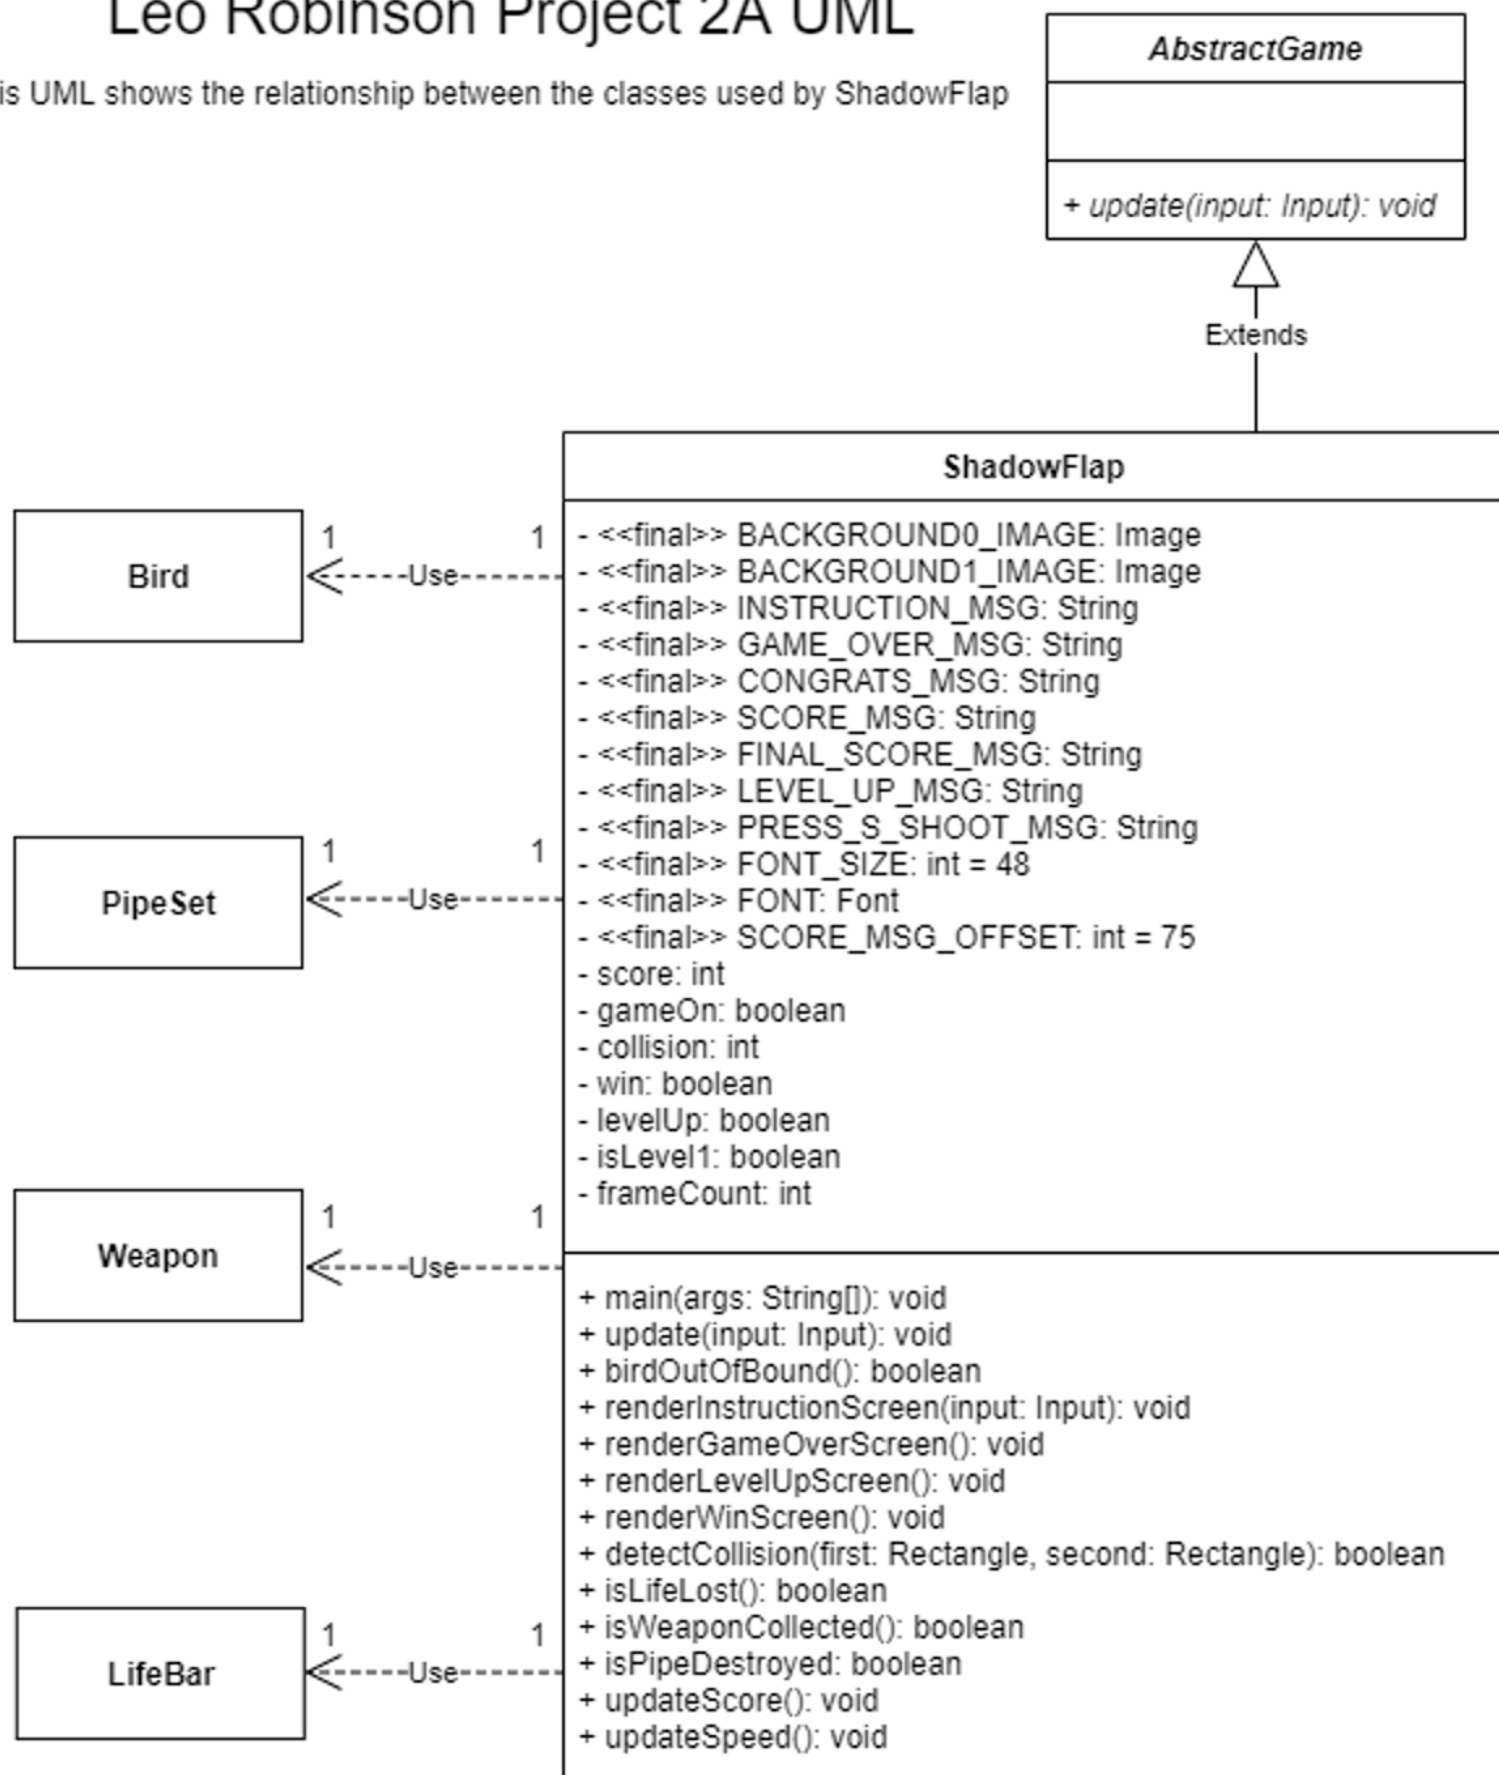 Leo Robinson Project 2A UML
is UML shows the relationship between the classes used by ShadowFlap
AbstractGame
+ update(input: Input): void
Extends
ShadowFlap
- <<final>> BACKGROUND0_IMAGE: Image
- <<final>> BACKGROUND1_IMAGE: Image
- <<final>> INSTRUCTION_MSG: String
- <<final>> GAME_OVER_MSG: String
- <<final>> CONGRATS_MSG: String
- <<final>> SCORE_MSG: String
- <<final>> FINAL_SCORE_MSG: String
- <<final>> LEVEL_UP_MSG: String
- <<final>> PRESS_S_SHOOT_MSG: String
- <<final>> FONT_SIZE: int = 48
- <<final>> FONT: Font
- <<final>> SCORE_MSG_OFFSET: int = 75
- score: int
- gameOn: boolean
- collision: int
- win: boolean
- levelUp: boolean
- isLevel1: boolean
- frameCount: int
+ main(args: String[]): void
+ update(input: Input): void
+ birdOutOfBound(): boolean
+ renderInstructionScreen(input: Input): void
+ renderGameOverScreen(): void
+ renderLevelUpScreen(): void
+ renderWinScreen(): void
+ detectCollision(first: Rectangle, second: Rectangle): boolean
+ isLifeLost(): boolean
+ isWeaponCollected(): boolean
+ isPipeDestroyed: boolean
+ updateScore(): void
+ updateSpeed(): void
Bird
1 1
Use
PipeSet
1 1
Use
Weapon
1 1
Use
LifeBar
1 1
Use